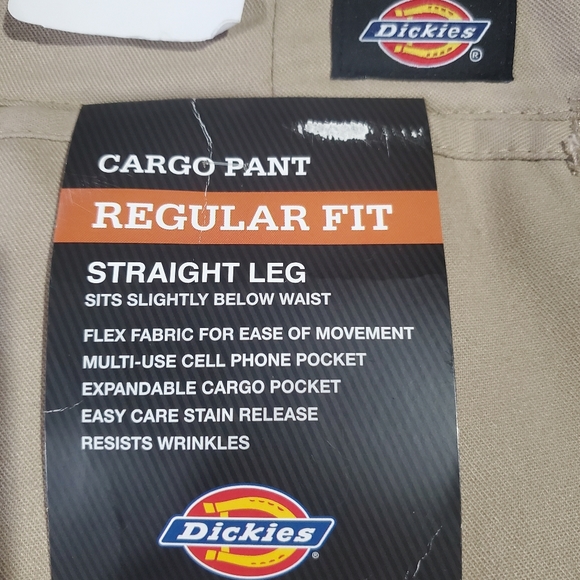 Dickies
®
CARGO PANT
REGULAR FIT
STRAIGHT LEG
SITS SLIGHTLY BELOW WAIST
FLEX FABRIC FOR EASE OF MOVEMENT
MULTI-USE CELL PHONE POCKET
EXPANDABLE CARGO POCKET
EASY CARE STAIN RELEASE
RESISTS WRINKLES
Dickies
®